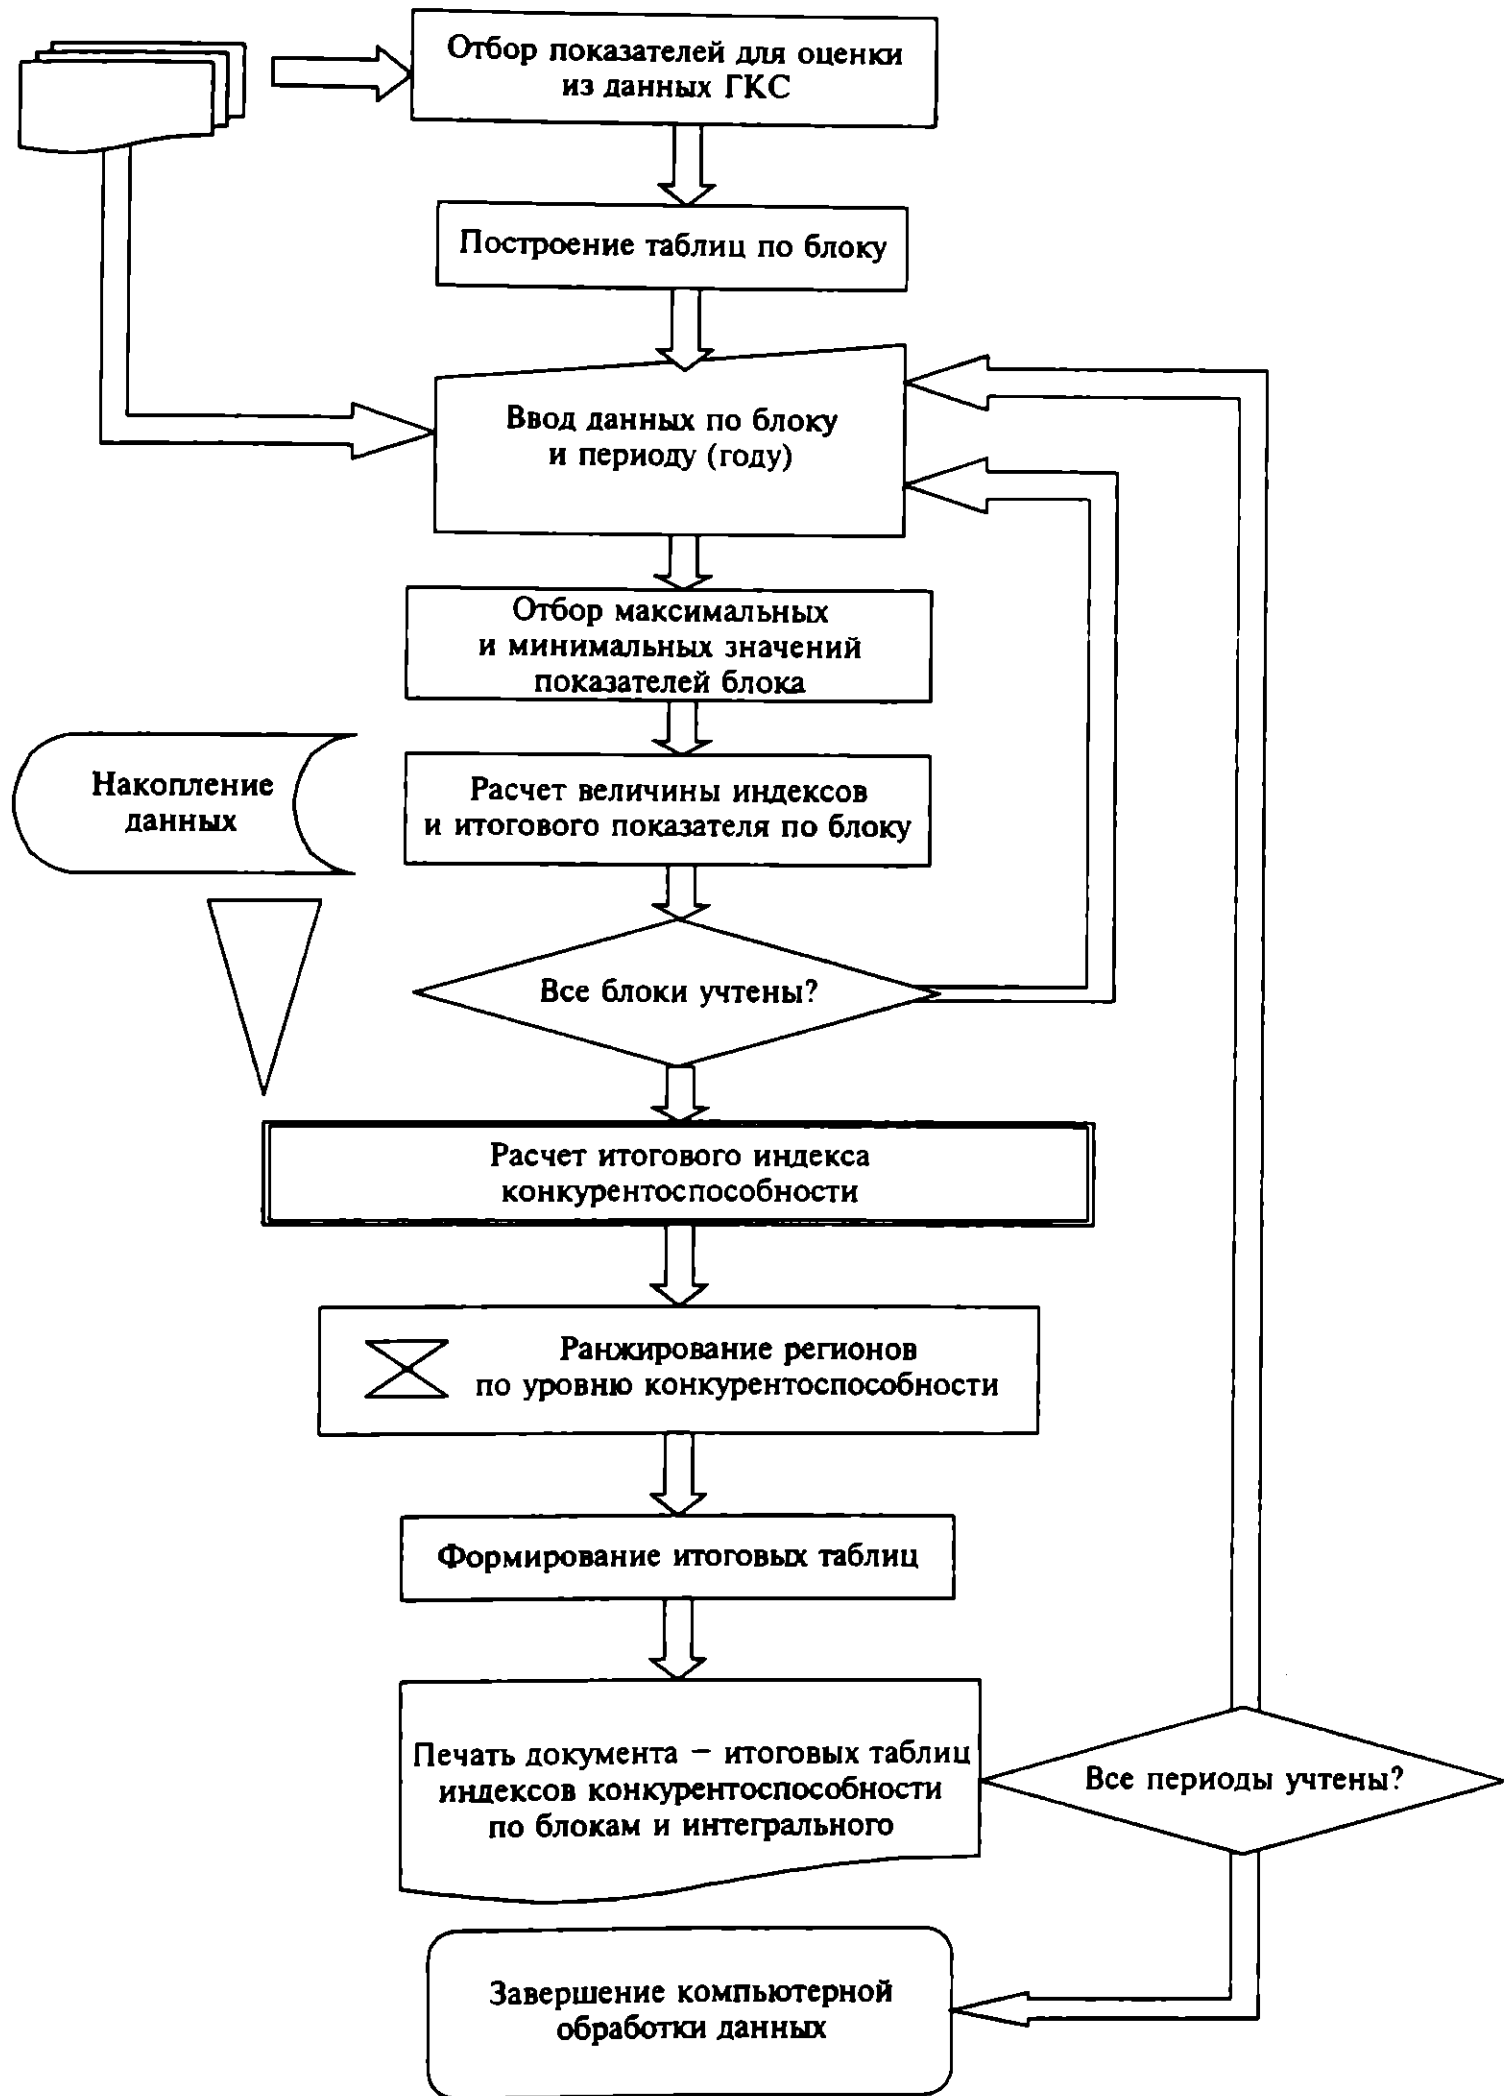 Отбор показателей для оценки
из данных ГКС
Построение таблиц по блоку
Ввод данных по блоку
и периоду (году)
Отбор максимальных
и минимальных значений
показателей блока
Накопление
данных
Расчет величины индексов
и итогового показателя по блоку
Все блоки учтены?
Расчет итогового индекса
конкурентоспособности
Ранжирование регионов
по уровню конкурентоспособности
Формирование итоговых таблиц
Печать документа – итоговых таблиц
индексов конкурентоспособности
по блокам и интегрального
Все периоды учтены?
Завершение компьютерной
обработки данных